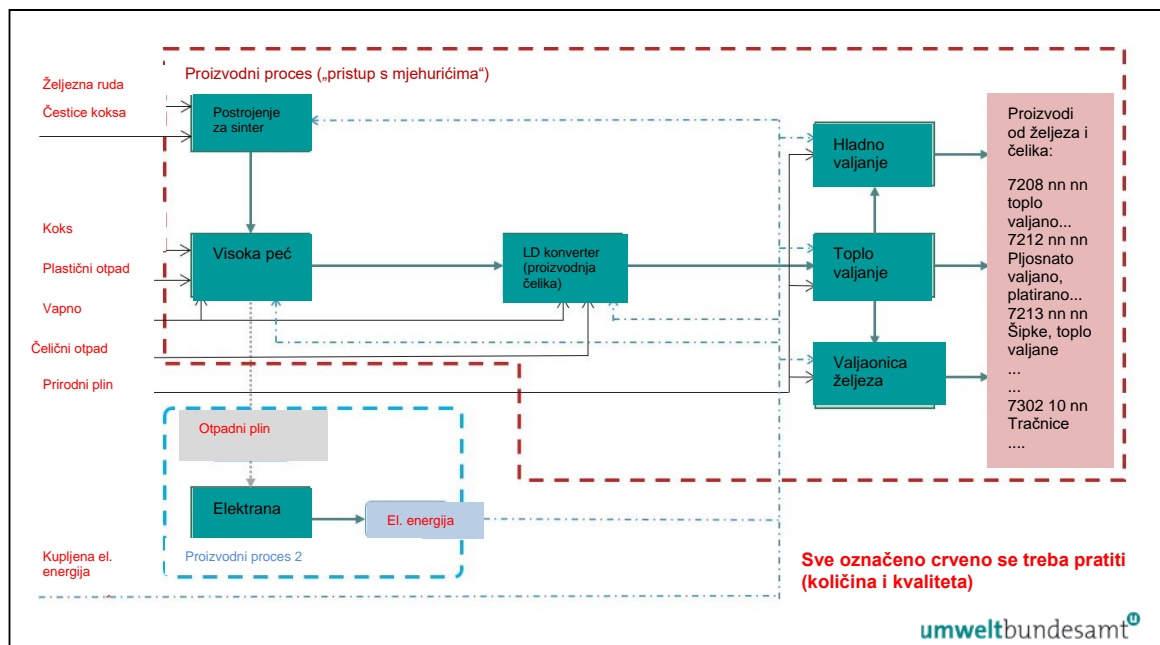 Proizvodni proces („pristup s mjehurićima“)
Željezna ruda
Čestice koksa
Postrojenje
za sinter
Hladno
valjanje
Proizvodi
od željeza i
čelika:
7208 nn nn
toplo
valjano...
7212 nn nn
Pljosnato
valjano,
platirano...
7213 nn nn
Šipke, toplo
valjane
...
...
7302 10 nn
Tračnice
....
Koks
Plastični otpad
Vapno
Čelični otpad
Prirodni plin
Visoka peć
LD konverter
(proizvodnja
čelika)
Toplo
valjanje
Valjaonica
željeza
Otpadni plin
Elektrana
El. energija
Proizvodni proces 2
Kupljena el.
energija
Sve označeno crveno se treba pratiti
(količina i kvaliteta)
umweltbundesamt
u